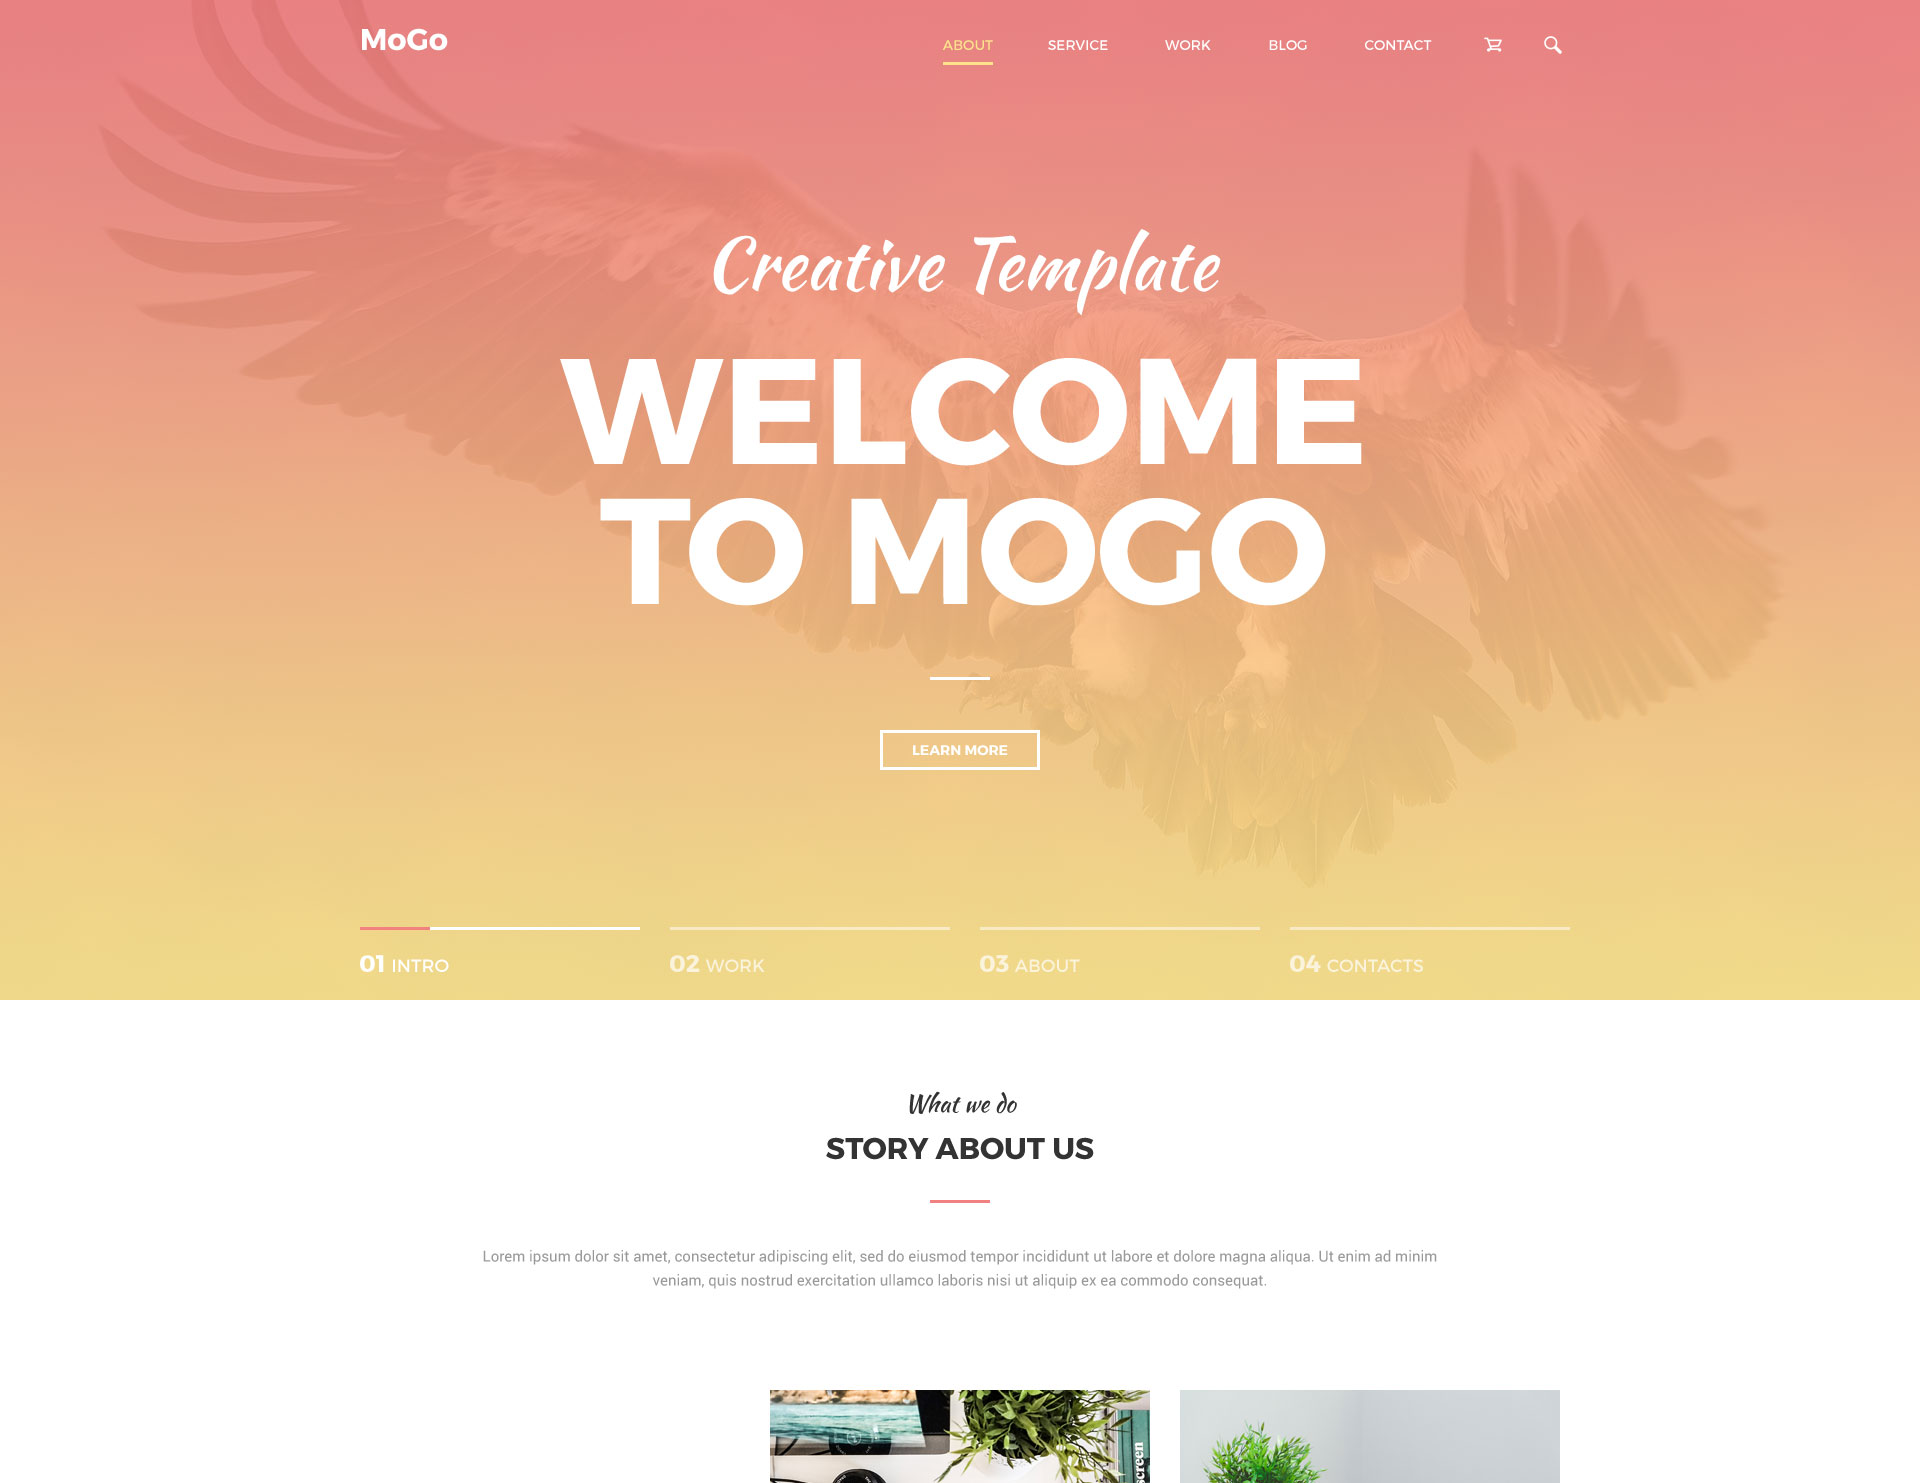 MoGo
ABOUT SERVICE WORK BLOG CONTACT
Creative Template
WELCOME
TO MOGO
LEARN MORE
01 INTRO 02 WORK 03 ABOUT 04 CONTACTS
What we do
STORY ABOUT US
Lorem ipsum dolor sit amet, consectetur adipiscing elit, sed do eiusmod tempor incididunt ut labore et dolore magna aliqua. Ut enim ad minim
veniam, quis nostrud exercitation ullamco laboris nisi ut aliquip ex ea commodo consequat.
screen